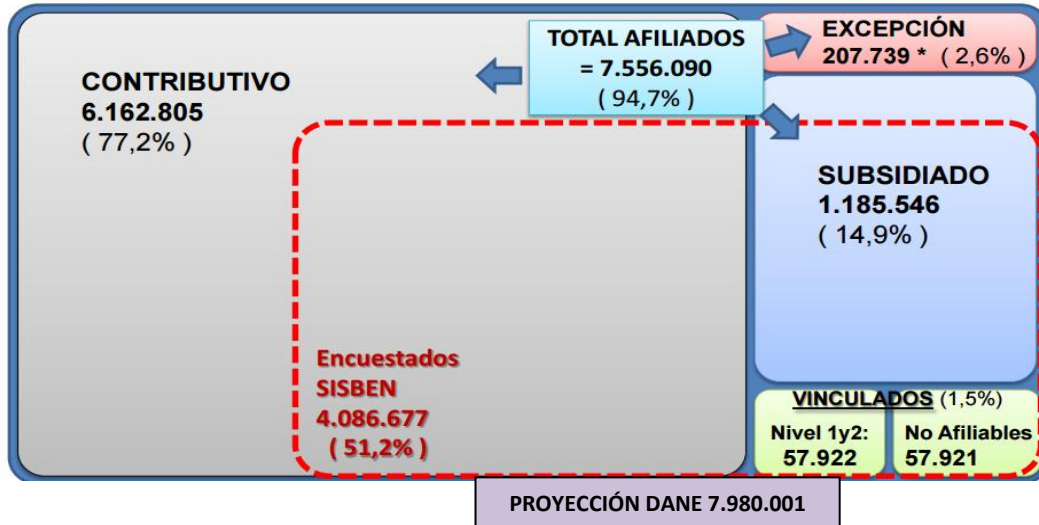 TOTAL AFILIADOS
= 7.556.090
( 94,7% )
EXCEPCIÓN
207.739 * ( 2,6% )
CONTRIBUTIVO
6.162.805
( 77,2% )
SUBSIDIADO
1.185.546
( 14,9% )
Encuestados
SISBEN
4.086.677
( 51,2% )
VINCULADOS (1,5%)
Nivel 1y2:
57.922
No Afiliables
57.921
PROYECCIÓN DANE 7.980.001